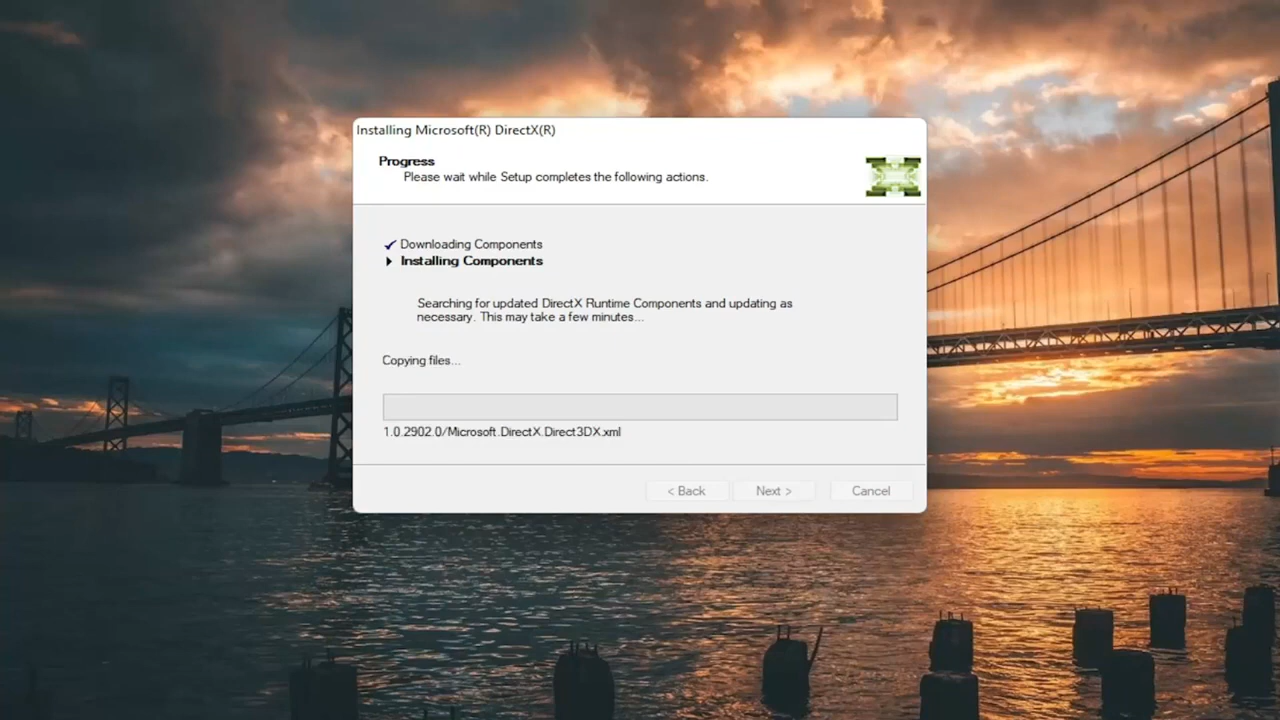 Installing Microsoft(R) DirectX(R)
Progress
Please wait while Setup completes the following actions.
Downloading Components
Installing Components
Searching for updated DirectX Runtime Components and updating as
necessary. This may take a few minutes...
Copying files...
1.0.2902.0/Microsoft.DirectX.Direct3DX.xml
< Back
Next >
Cancel